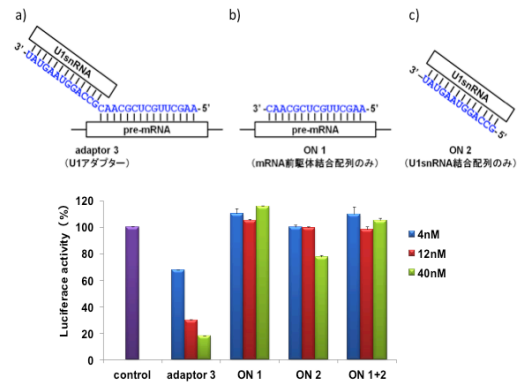 a)
b)
c)
U1snRNA
3'-UAUGAAUGGACCGCAACGCUCGUUCGAA-5'
pre-mRNA
adaptor 3
(U1アダプター)
3'-CAACGCUCGUUCGAA-5'
pre-mRNA
ON 1
(mRNA前駆体結合配列のみ)
U1snRNA
3'-UAUGAAUGGACCG-5'
ON 2
(U1snRNA結合配列のみ)
Luciferace activity (%)
120
100
80
60
40
20
0
control
adaptor 3
ON 1
ON 2
ON 1+2
4nM
12nM
40nM